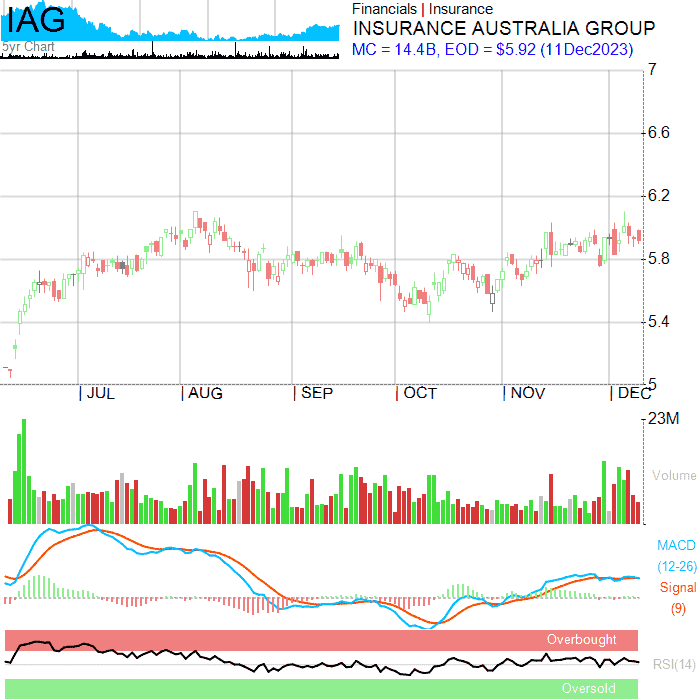 IAG
5yr Chart
Financials | Insurance
INSURANCE AUSTRALIA GROUP
MC = 14.4B, EOD = $5.92 (11Dec2023)
7
6.6
6.2
5.8
5.4
5
| JUL | AUG | SEP | OCT | NOV | DEC
23M
Volume
MACD
(12-26)
Signal
(9)
Overbought
RSI(14)
Oversold